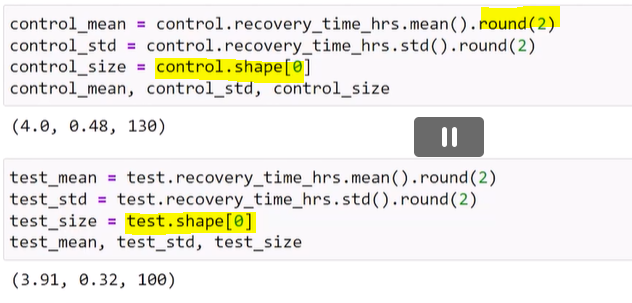 control_mean = control.recovery_time_hrs.mean().round(2)
control_std = control.recovery_time_hrs.std().round(2)
control_size = control.shape[0]
control_mean, control_std, control_size
(4.0, 0.48, 130)
test_mean = test.recovery_time_hrs.mean().round(2)
test_std = test.recovery_time_hrs.std().round(2)
test_size = test.shape[0]
test_mean, test_std, test_size
(3.91, 0.32, 100)